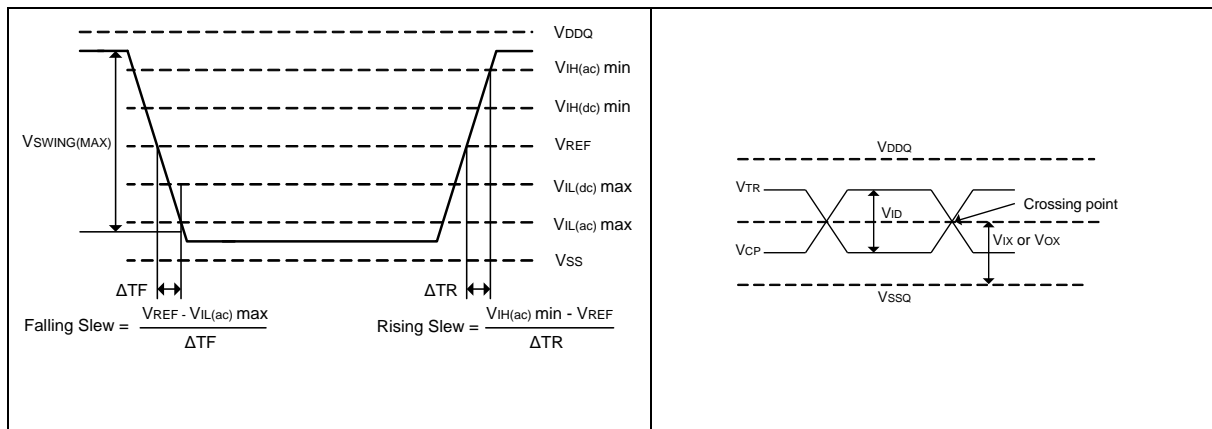 VDDQ
VIH(ac) min
VIH(dc) min
VSWING(MAX)
VREF
VIL(dc) max
VIL(ac) max
VSS
ΔTF
ΔTR
Falling Slew = VREF - VIL(ac) max
ΔTF
Rising Slew = VIH(ac) min - VREF
ΔTR
VDDQ
VTR
VID
Crossing point
VIX or VOX
VCP
VSSQ